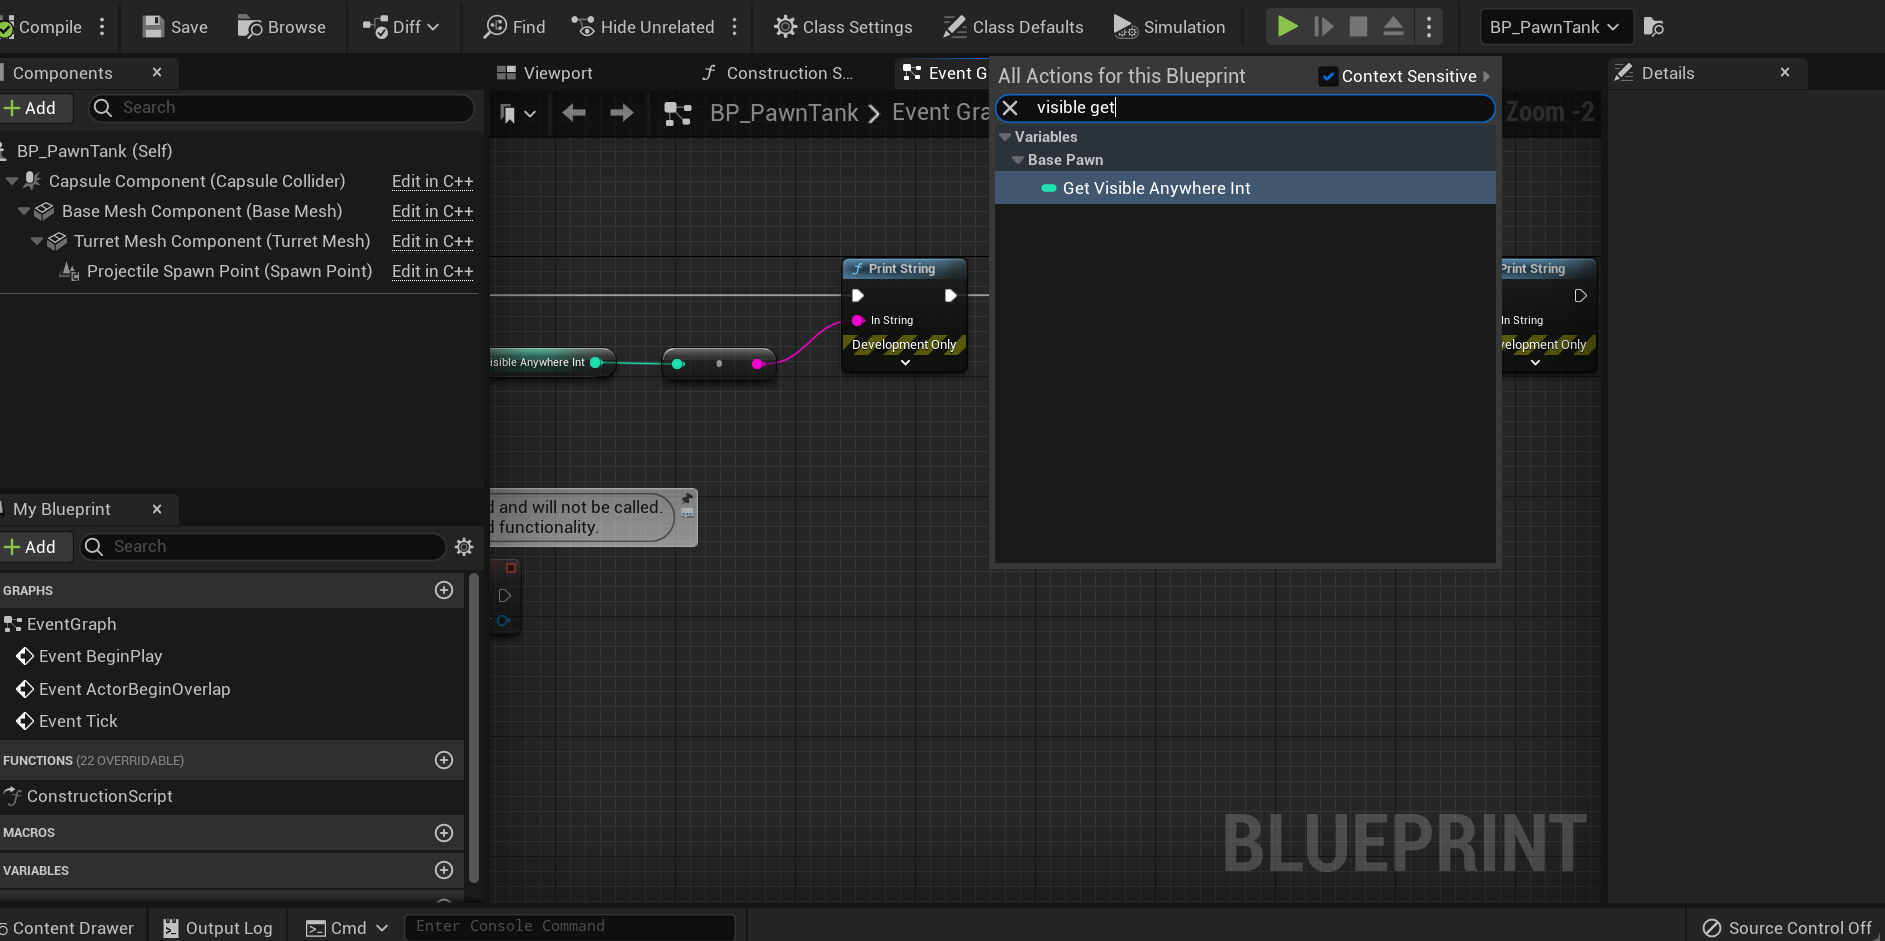 Compile
Save
Browse
Diff
Find
Hide Unrelated
Class Settings
Class Defaults
Simulation
BP_PawnTank
Components
Add
Search
BP_PawnTank (Self)
Capsule Component (Capsule Collider) Edit in C++
Base Mesh Component (Base Mesh) Edit in C++
Turret Mesh Component (Turret Mesh) Edit in C++
Projectile Spawn Point (Spawn Point) Edit in C++
My Blueprint
Add
Search
GRAPHS
EventGraph
Event BeginPlay
Event ActorBeginOverlap
Event Tick
FUNCTIONS (22 OVERRIDABLE)
ConstructionScript
MACROS
VARIABLES
Viewport
Construction S...
Event G
BP_PawnTank > Event Gra
Zoom -2
All Actions for this Blueprint
Context Sensitive
visible get
Variables
Base Pawn
Get Visible Anywhere Int
isible Anywhere Int
Print String
In String
Development Only
Print String
In String
velopment Only
d and will not be called.
d functionality.
BLUEPRINT
Details
Content Drawer
Output Log
Cmd
Enter Console Command
Source Control Off